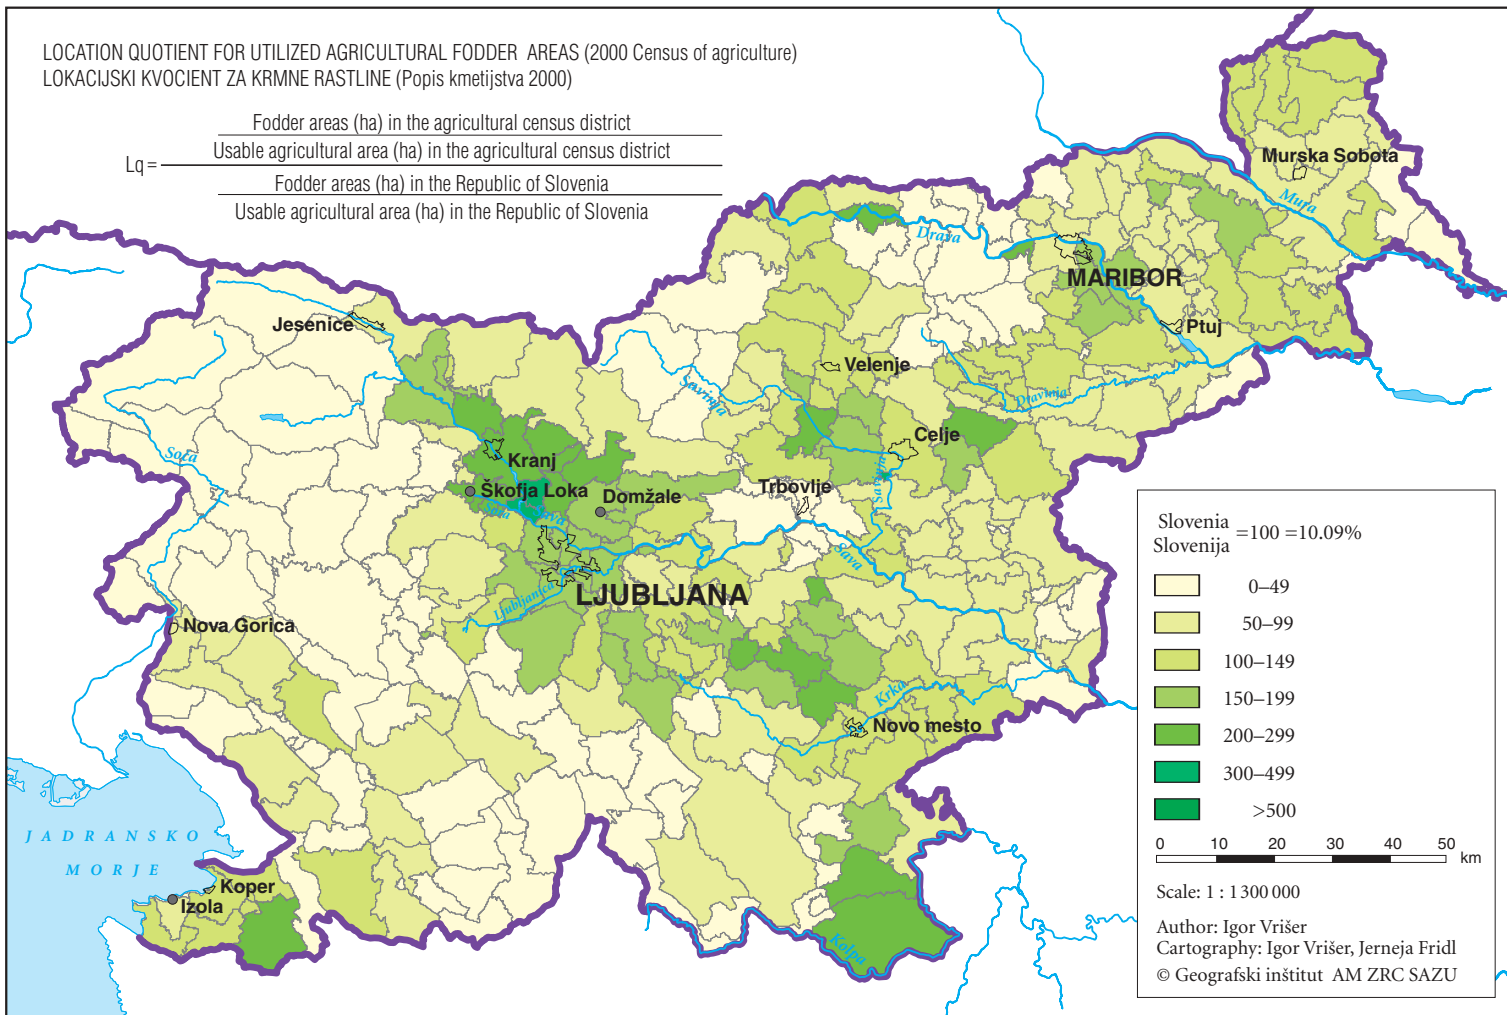 LOCATION QUOTIENT FOR UTILIZED AGRICULTURAL FODDER AREAS (2000 Census of agriculture)
LOKACIJSKI KVOCIENT ZA KRMNE RASTLINE (Popis kmetijstva 2000)
Fodder areas (ha) in the agricultural census district
Usable agricultural area (ha) in the agricultural census district
Lq =
Fodder areas (ha) in the Republic of Slovenia
Usable agricultural area (ha) in the Republic of Slovenia
Murska Sobota
Mura
Drava
MARIBOR
Jesenice
Ptuj
Velenje
Savinja
Dravinja
Celje
Soča
Kranj
Savinja
Škofja Loka
Domžale
Trbovlje
Sora
Sava
Sava
Ljubljanica
LJUBLJANA
Nova Gorica
Krka
Novo mesto
JADRANSKO
MORJE
Koper
Izola
Kolpa
Slovenia
Slovenija
=100 =10.09%
0–49
50–99
100–149
150–199
200–299
300–499
>500
0 10 20 30 40 50 km
Scale: 1 : 1 300 000
Author: Igor Vrišer
Cartography: Igor Vrišer, Jerneja Fridl
© Geografski inštitut AM ZRC SAZU